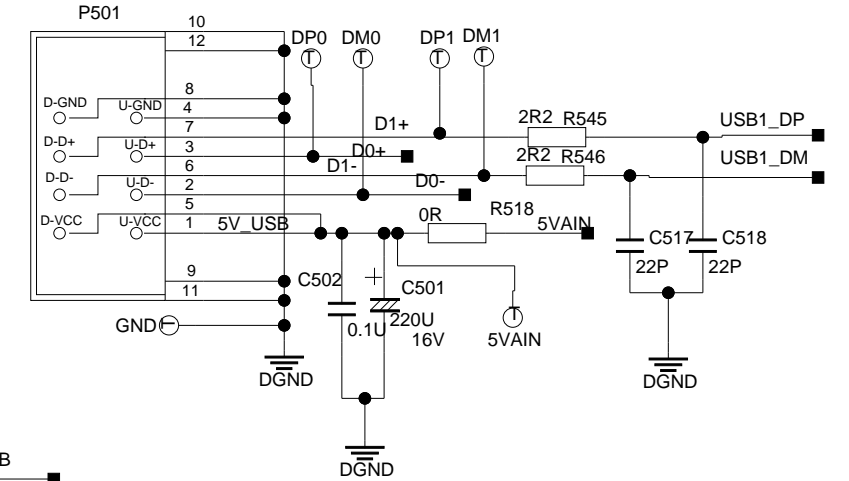 P501
10
12
DP0 DM0 DP1 DM1
T T T T
8
D-GND U-GND 4
7 D1+ 2R2 R545 USB1_DP
D-D+ U-D+ 3 D0+
6 D1- 2R2 R546 USB1_DM
D-D- U-D- 2 D0-
5
D-VCC U-VCC 1 5V_USB 0R R518 5VAIN
C517 C518
22P 22P
9
11
C502 + C501
GND T 0.1U 220U T
16V 5VAIN
DGND DGND
DGND
B